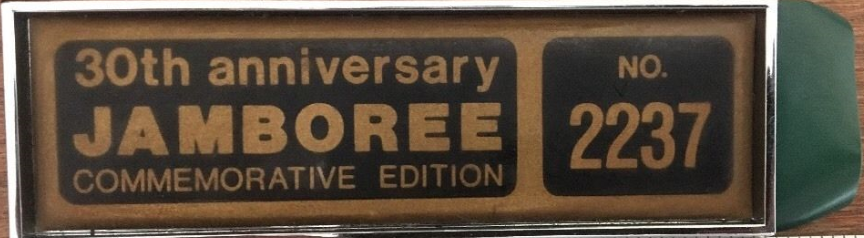 30th anniversary
JAMBOREE
COMMEMORATIVE EDITION
NO.
2237